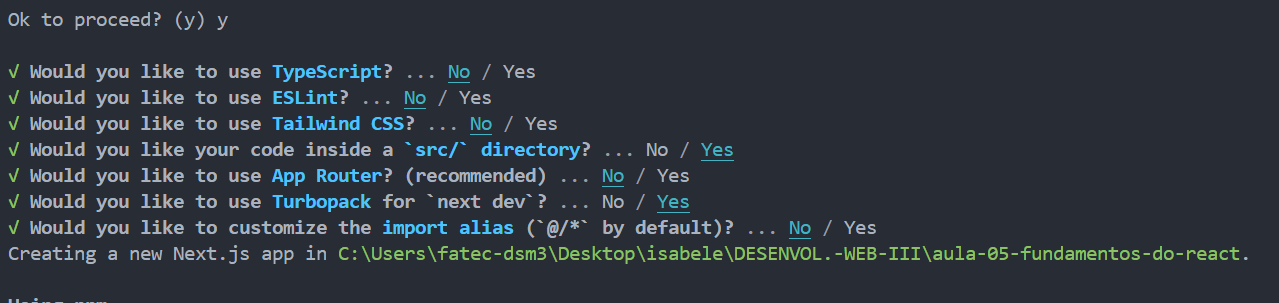 Ok to proceed? (y) y
√ Would you like to use TypeScript? ... No / Yes
√ Would you like to use ESLint? ... No / Yes
√ Would you like to use Tailwind CSS? ... No / Yes
√ Would you like your code inside a `src/` directory? ... No / Yes
√ Would you like to use App Router? (recommended) ... No / Yes
√ Would you like to use Turbopack for `next dev`? ... No / Yes
√ Would you like to customize the import alias (`@/*` by default)? ... No / Yes
Creating a new Next.js app in C:\Users\fatec-dsm3\Desktop\isabele\DESENVOL.-WEB-III\aula-05-fundamentos-do-react.
Using npm